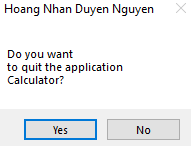 Hoang Nhan Duyen Nguyen
Do you want
to quit the application
Calculator?
Yes
No